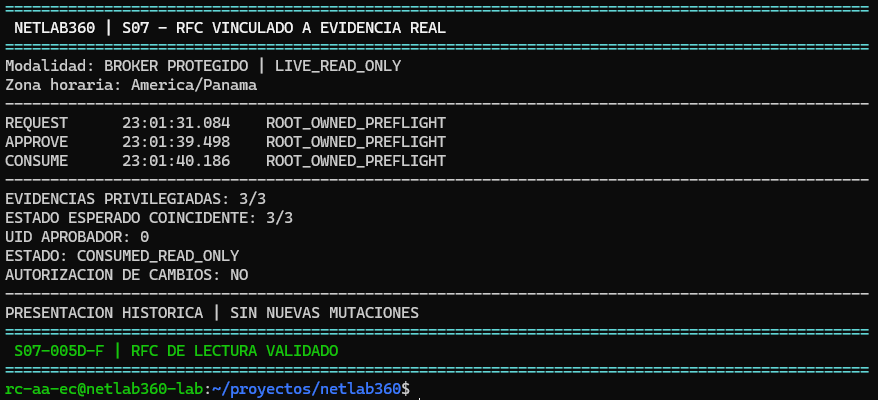 ================================================================================================
NETLAB360 | S07 - RFC VINCULADO A EVIDENCIA REAL
================================================================================================
Modalidad: BROKER PROTEGIDO | LIVE_READ_ONLY
Zona horaria: America/Panama
------------------------------------------------------------------------------------------------
REQUEST      23:01:31.084    ROOT_OWNED_PREFLIGHT
APPROVE      23:01:39.498    ROOT_OWNED_PREFLIGHT
CONSUME      23:01:40.186    ROOT_OWNED_PREFLIGHT
------------------------------------------------------------------------------------------------
EVIDENCIAS PRIVILEGIADAS: 3/3
ESTADO ESPERADO COINCIDENTE: 3/3
UID APROBADOR: 0
ESTADO: CONSUMED_READ_ONLY
AUTORIZACION DE CAMBIOS: NO
------------------------------------------------------------------------------------------------
PRESENTACION HISTORICA | SIN NUEVAS MUTACIONES
================================================================================================
S07-005D-F | RFC DE LECTURA VALIDADO
================================================================================================
rc-aa-ec@netlab360-lab:~/proyectos/netlab360$